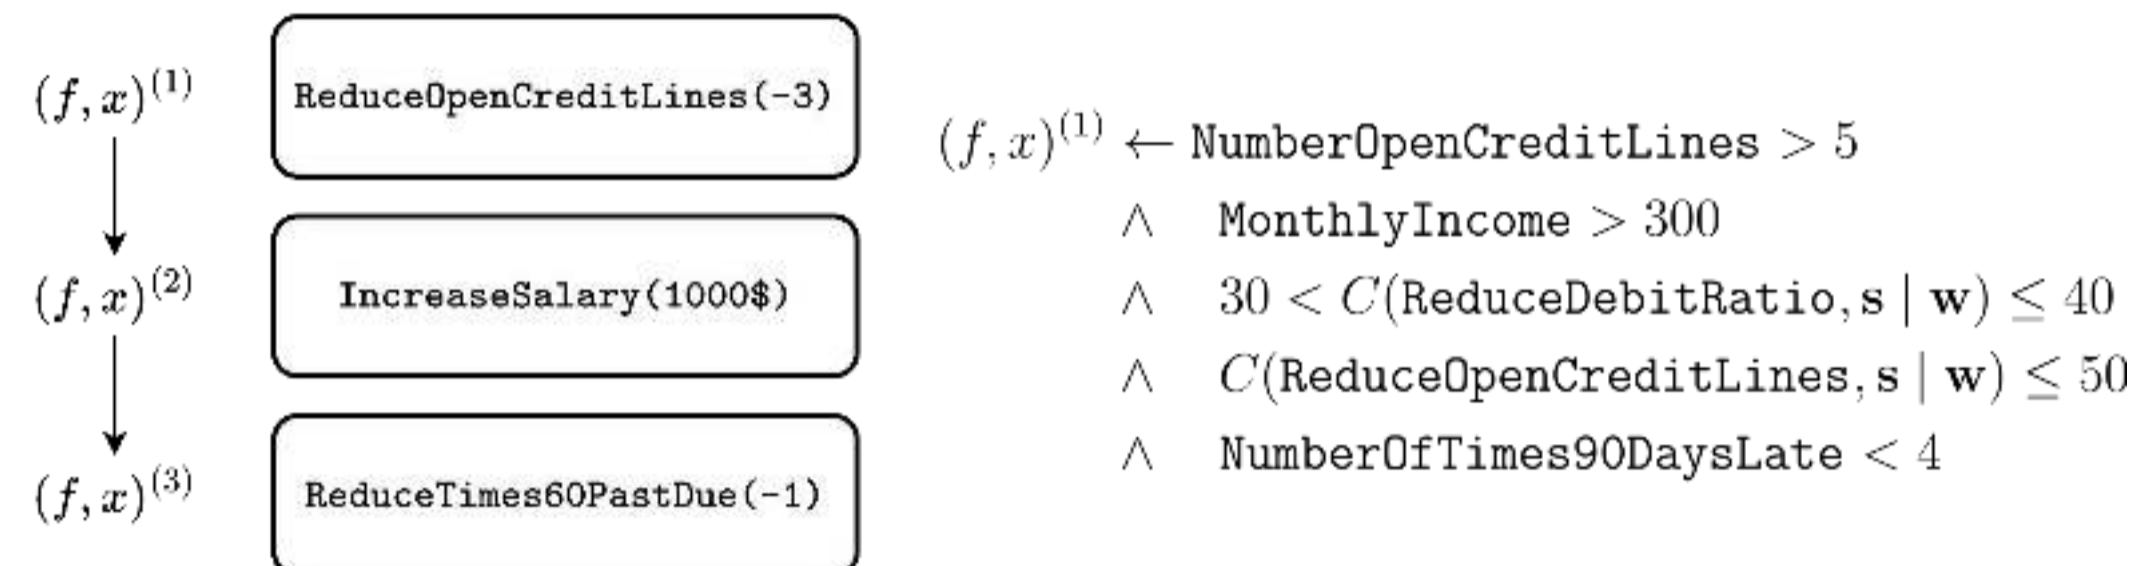 (f, x)^(1)
ReduceOpenCreditLines(-3)
(f, x)^(2)
IncreaseSalary(1000$)
(f, x)^(3)
ReduceTimes60PastDue(-1)
(f, x)^(1) ← NumberOpenCreditLines > 5
∧ MonthlyIncome > 300
∧ 30 < C(ReduceDebitRatio, s | w) ≤ 40
∧ C(ReduceOpenCreditLines, s | w) ≤ 50
∧ NumberOfTimes90DaysLate < 4